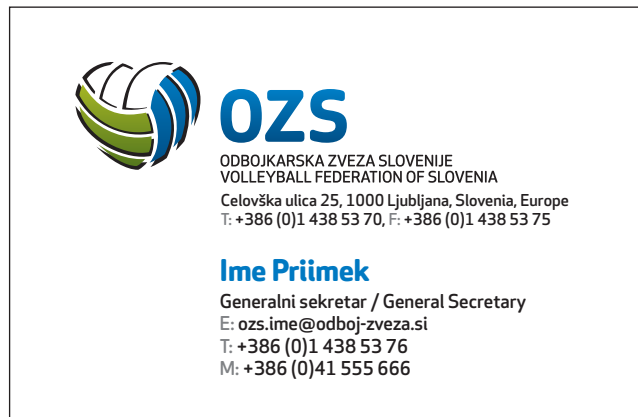 OZS
ODBOJKARSKA ZVEZA SLOVENIJE
VOLLEYBALL FEDERATION OF SLOVENIA
Celovška ulica 25, 1000 Ljubljana, Slovenia, Europe
T: +386 (0)1 438 53 70, F: +386 (0)1 438 53 75
Ime Priimek
Generalni sekretar / General Secretary
E: ozs.ime@odboj-zveza.si
T: +386 (0)1 438 53 76
M: +386 (0)41 555 666